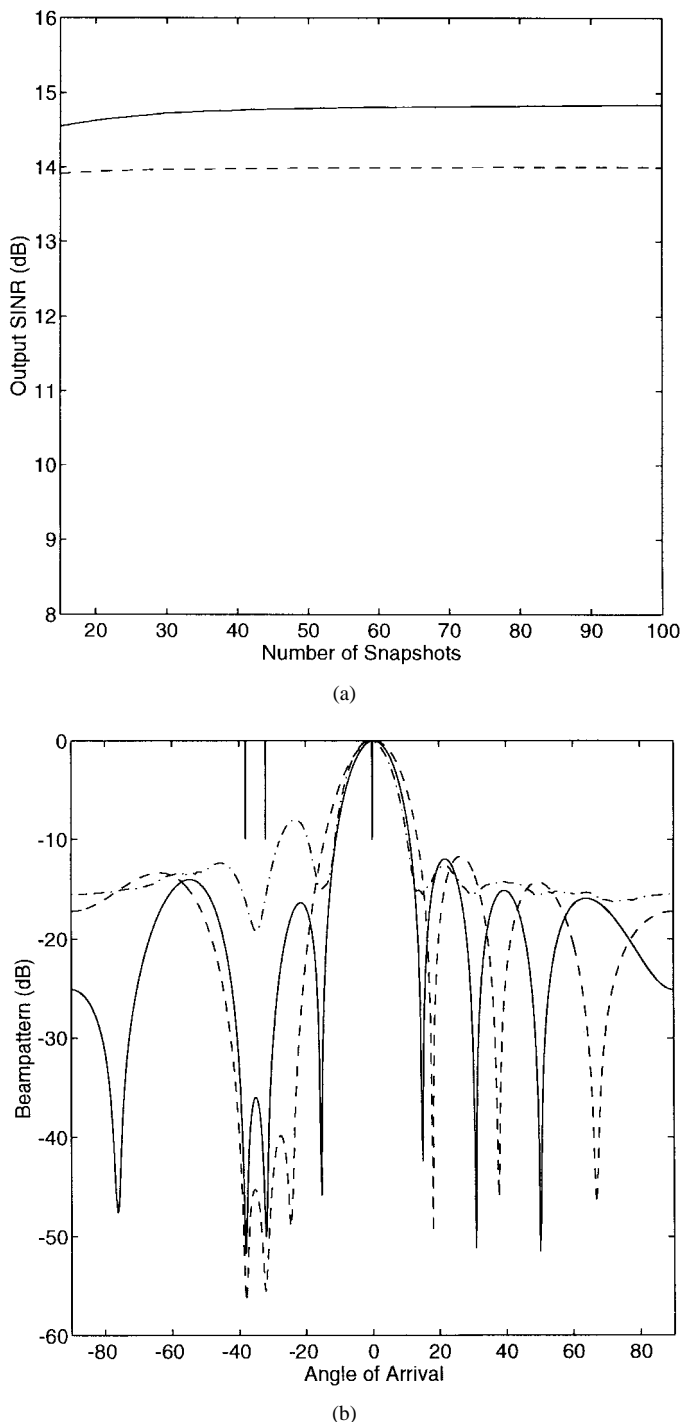 16
15
14
13
12
11
10
9
8
Output SINR (dB)
20 30 40 50 60 70 80 90 100
Number of Snapshots
(a)
0
-10
-20
-30
-40
-50
-60
Beampattern (dB)
-80 -60 -40 -20 0 20 40 60 80
Angle of Arrival
(b)